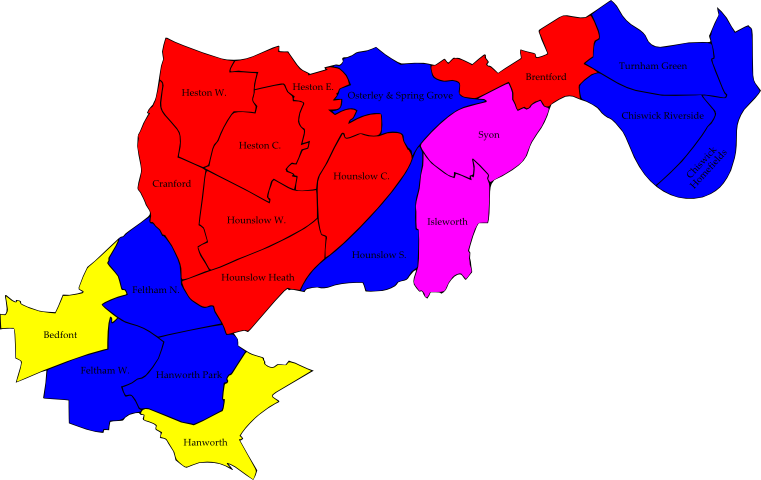 Turnham Green
Brentford
Heston E.
Heston W.
Osterley & Spring Grove
Chiswick Riverside
Syon
Heston C.
Chiswick
Homefields
Cranford
Hounslow C.
Hounslow W.
Isleworth
Hounslow S.
Hounslow Heath
Feltham N.
Bedfont
Feltham W.
Hanworth Park
Hanworth